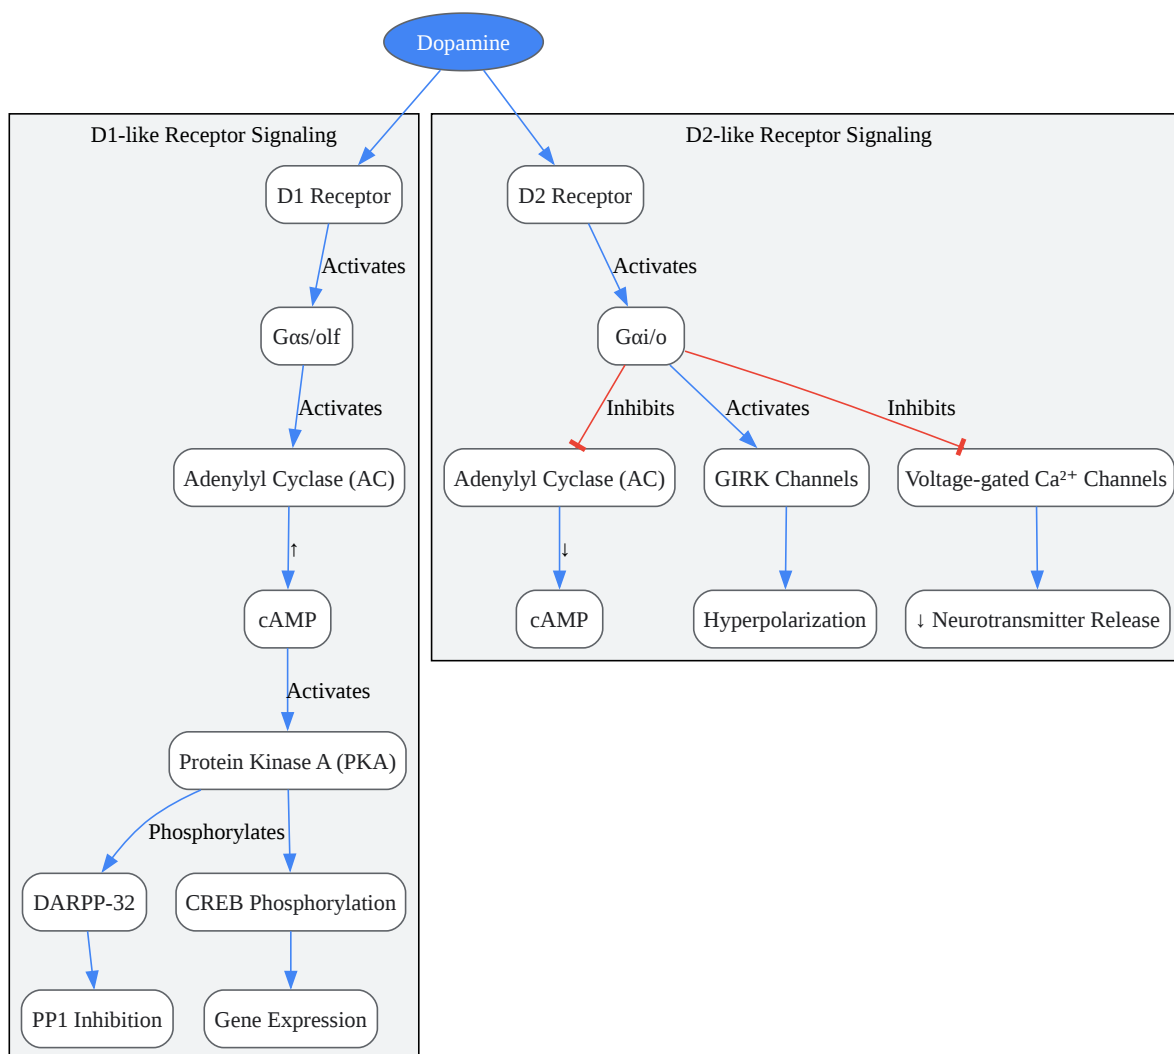 Dopamine
D1-like Receptor Signaling
D1 Receptor
Activates
Gαs/olf
Activates
Adenylyl Cyclase (AC)
↑
cAMP
Activates
Protein Kinase A (PKA)
Phosphorylates
DARPP-32
CREB Phosphorylation
PP1 Inhibition
Gene Expression
D2-like Receptor Signaling
D2 Receptor
Activates
Gαi/o
Inhibits
Activates
Inhibits
Adenylyl Cyclase (AC)
GIRK Channels
Voltage-gated Ca²⁺ Channels
↓
cAMP
Hyperpolarization
↓ Neurotransmitter Release